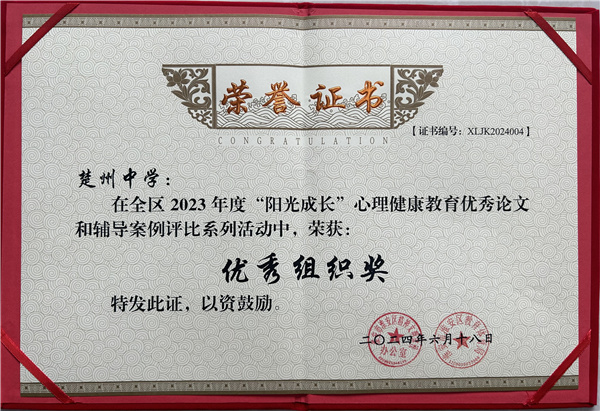 荣誉证书
CONGRATULATION
【证书编号：XLJK2024004】
楚州中学：
在全区 2023 年度“阳光成长”心理健康教育优秀论文
和辅导案例评比系列活动中，荣获：
优秀组织奖
特发此证，以资鼓励。
二〇二四年六月十八日
办公室